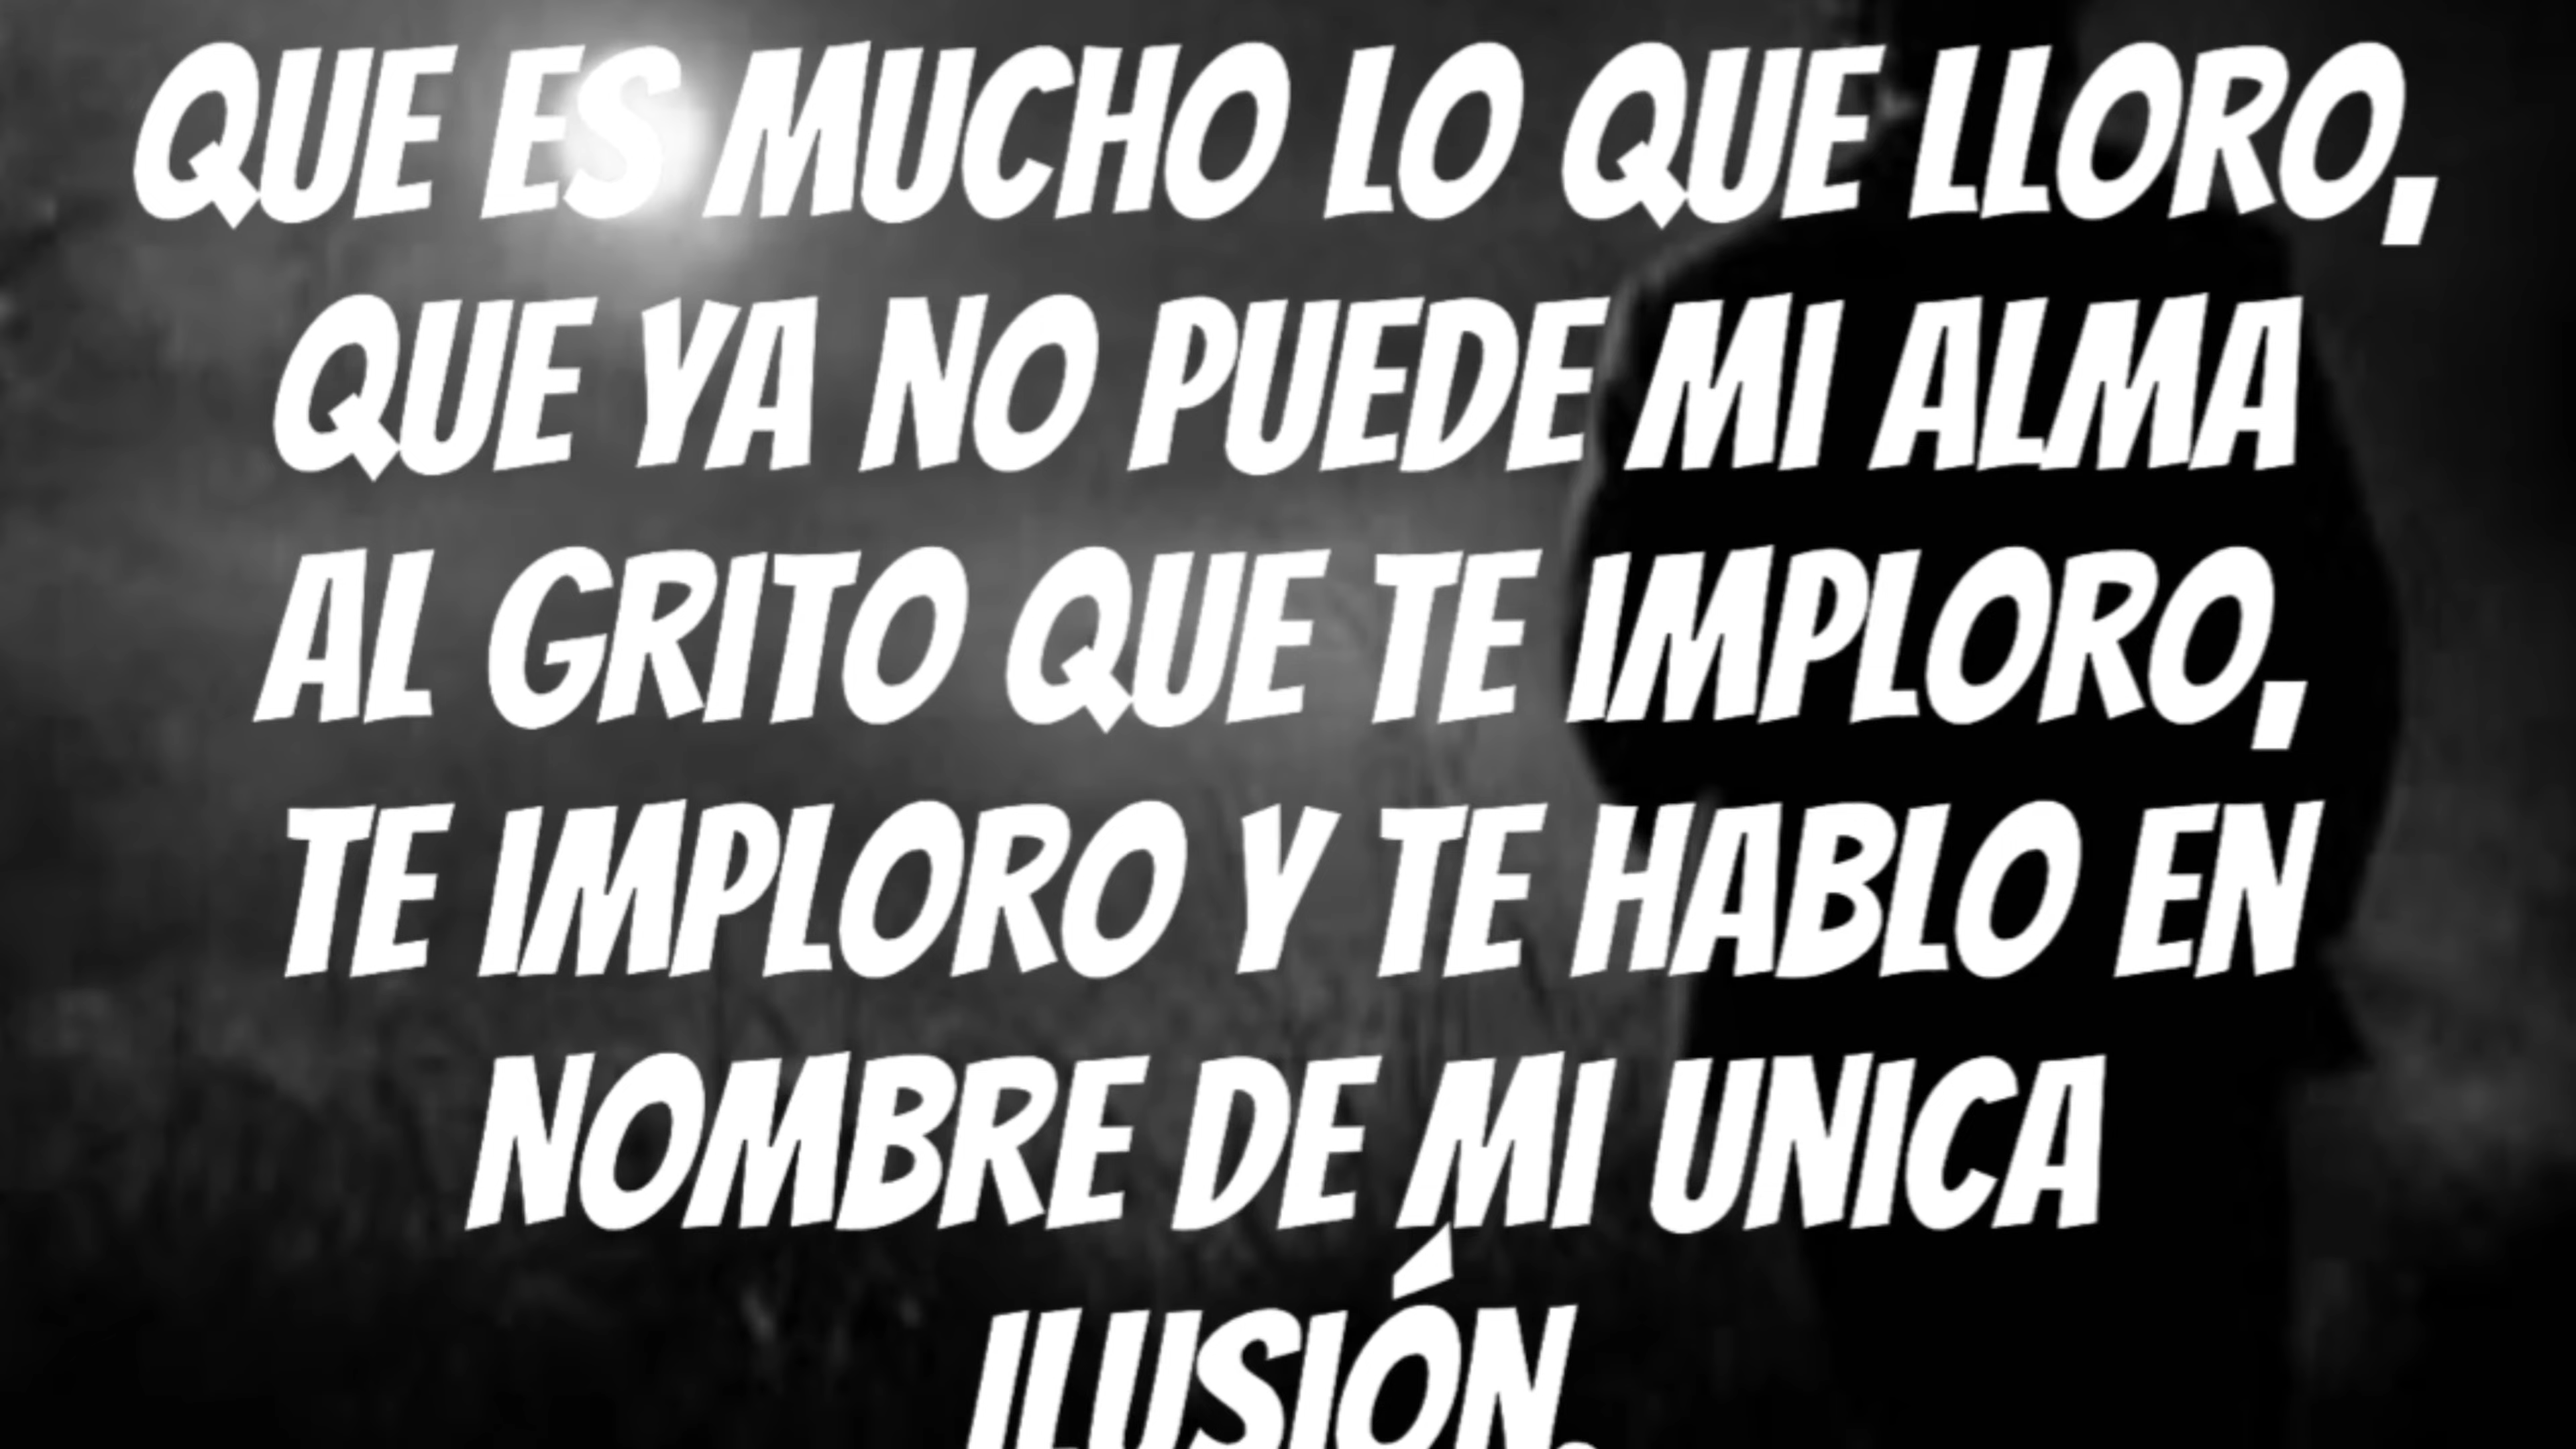 QUE ES MUCHO LO QUE LLORO,
QUE YA NO PUEDE MI ALMA
AL GRITO QUE TE IMPLORO,
TE IMPLORO Y TE HABLO EN
NOMBRE DE MI UNICA
ILUSIÓN.